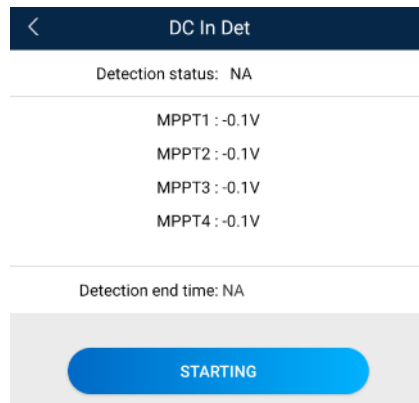 DC In Det
Detection status: NA
MPPT1 : -0.1V
MPPT2 : -0.1V
MPPT3 : -0.1V
MPPT4 : -0.1V
Detection end time: NA
STARTING